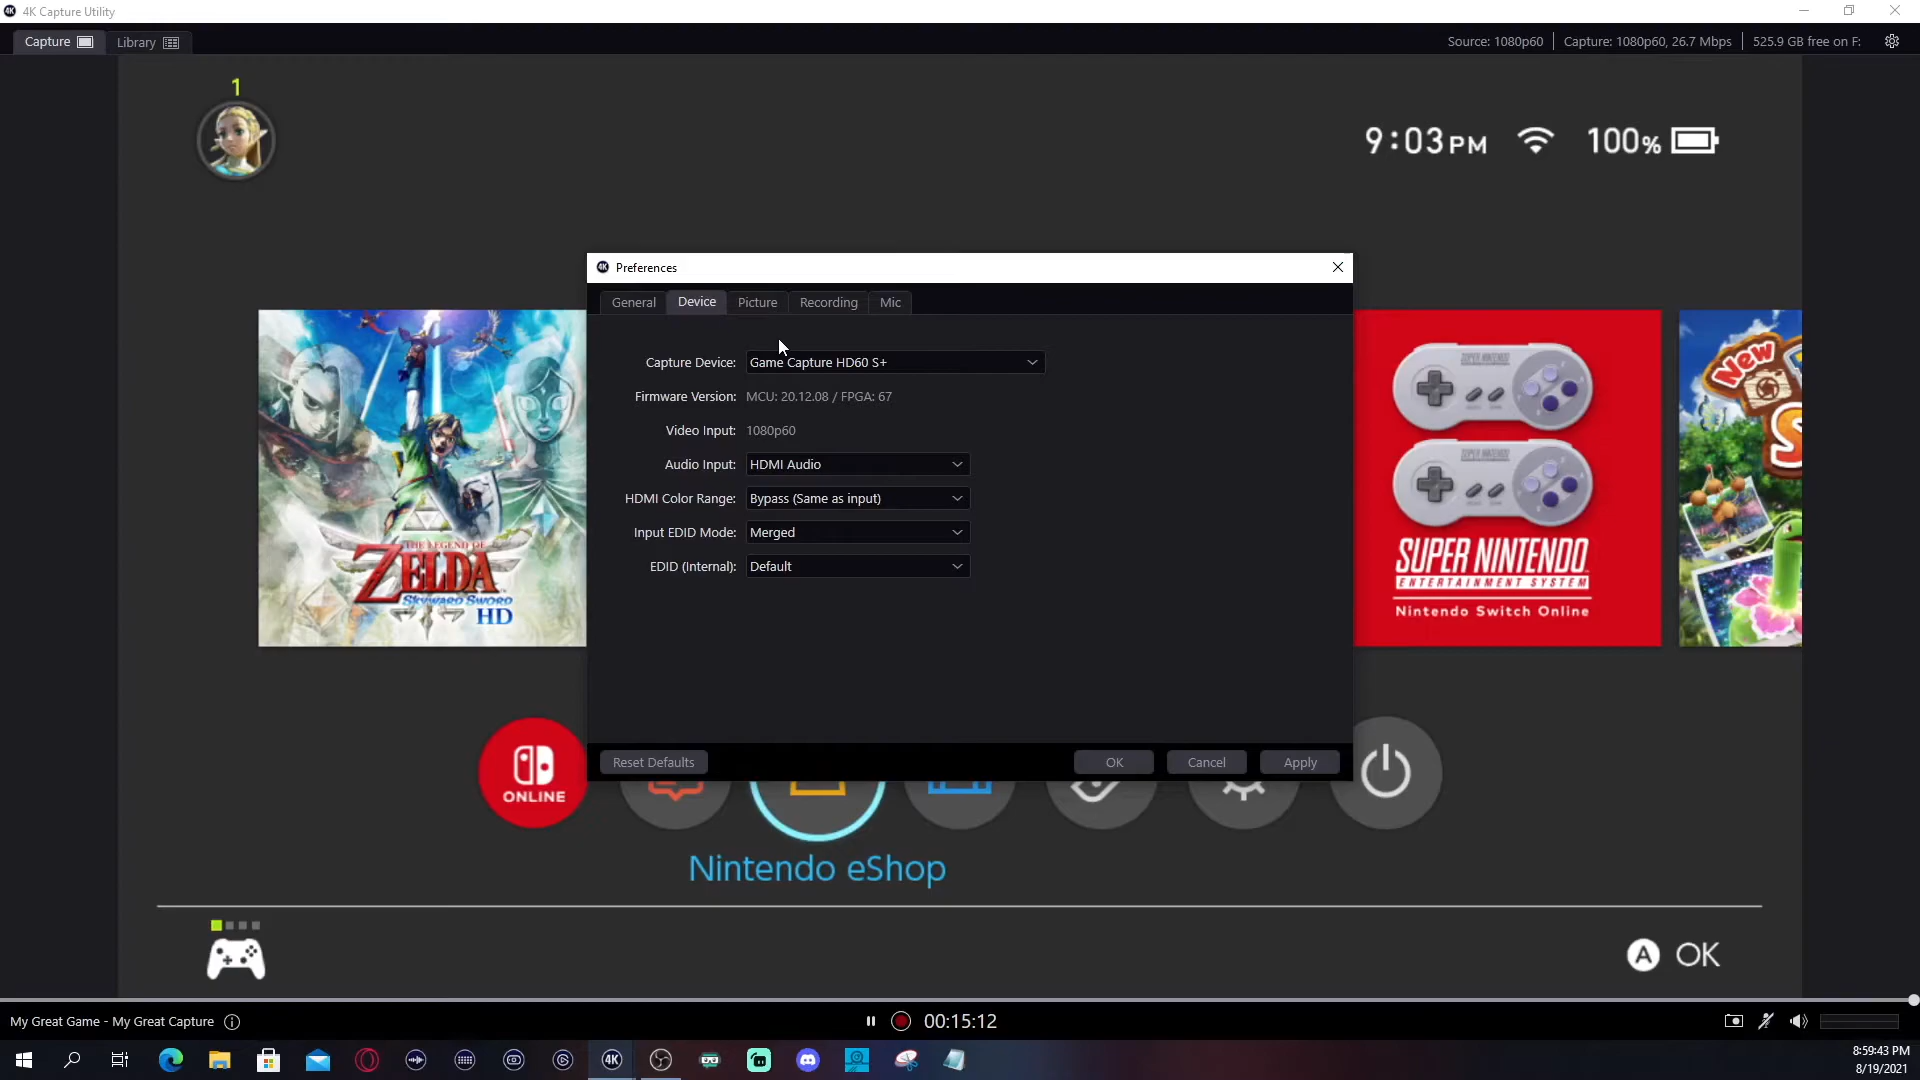 4K Capture Utility
Capture
Library
Source: 1080p60
Capture: 1080p60, 26.7 Mbps
525.9 GB free on F:
1
9:03 PM
100%
Preferences
General
Device
Picture
Recording
Mic
Capture Device: Game Capture HD60 S+
Firmware Version: MCU: 20.12.08 / FPGA: 67
Video Input: 1080p60
Audio Input: HDMI Audio
HDMI Color Range: Bypass (Same as input)
Input EDID Mode: Merged
EDID (Internal): Default
Reset Defaults
OK
Cancel
Apply
THE LEGEND OF
ZELDA
SKYWARD SWORD
HD
SUPER NINTENDO
ENTERTAINMENT SYSTEM
Nintendo Switch Online
New
ONLINE
Nintendo eShop
A OK
My Great Game - My Great Capture
00:15:12
4K
8:59:43 PM
8/19/2021